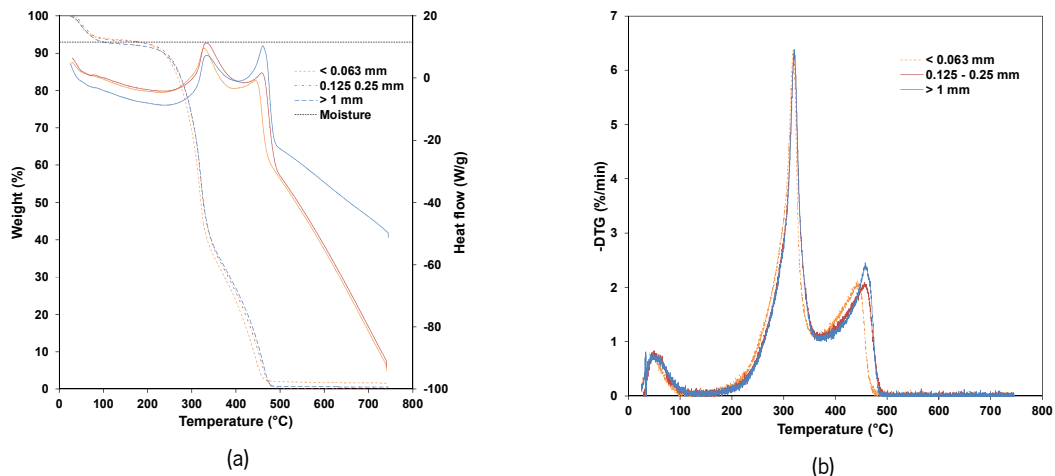 100
90
80
70
60
50
40
30
20
10
0
Weight (%)
0 100 200 300 400 500 600 700 800
Temperature (°C)
20
0
-20
-40
-60
-80
-100
Heat flow (W/g)
< 0.063 mm
0.125 0.25 mm
> 1 mm
Moisture
(a)
7
6
5
4
3
2
1
0
-DTG (%/min)
0 100 200 300 400 500 600 700 800
Temperature (°C)
< 0.063 mm
0.125 - 0.25 mm
> 1 mm
(b)